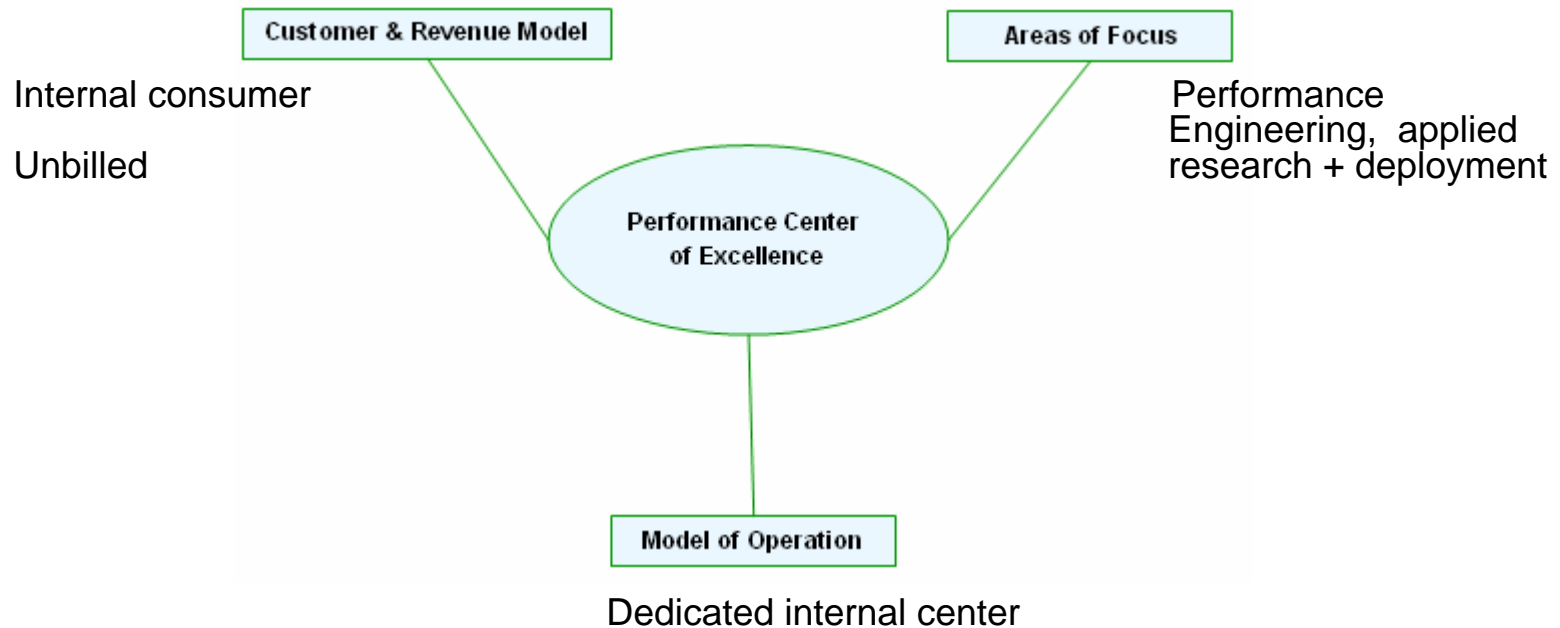 Customer & Revenue Model
Areas of Focus
Internal consumer
Unbilled
Performance
Engineering, applied
research + deployment
Performance Center
of Excellence
Model of Operation
Dedicated internal center